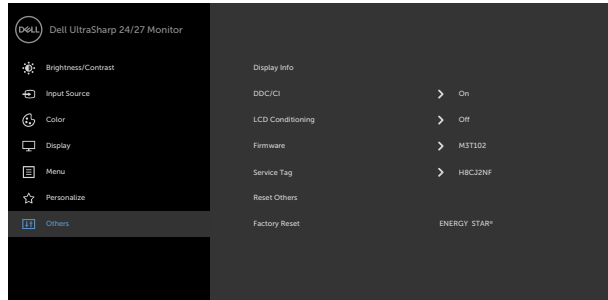 DELL Dell UltraSharp 24/27 Monitor
Brightness/Contrast
Display Info
Input Source
DDC/CI
On
Color
LCD Conditioning
Off
Display
Firmware
M3T102
Menu
Service Tag
H8CJ2NF
Personalize
Reset Others
Others
Factory Reset
ENERGY STAR®